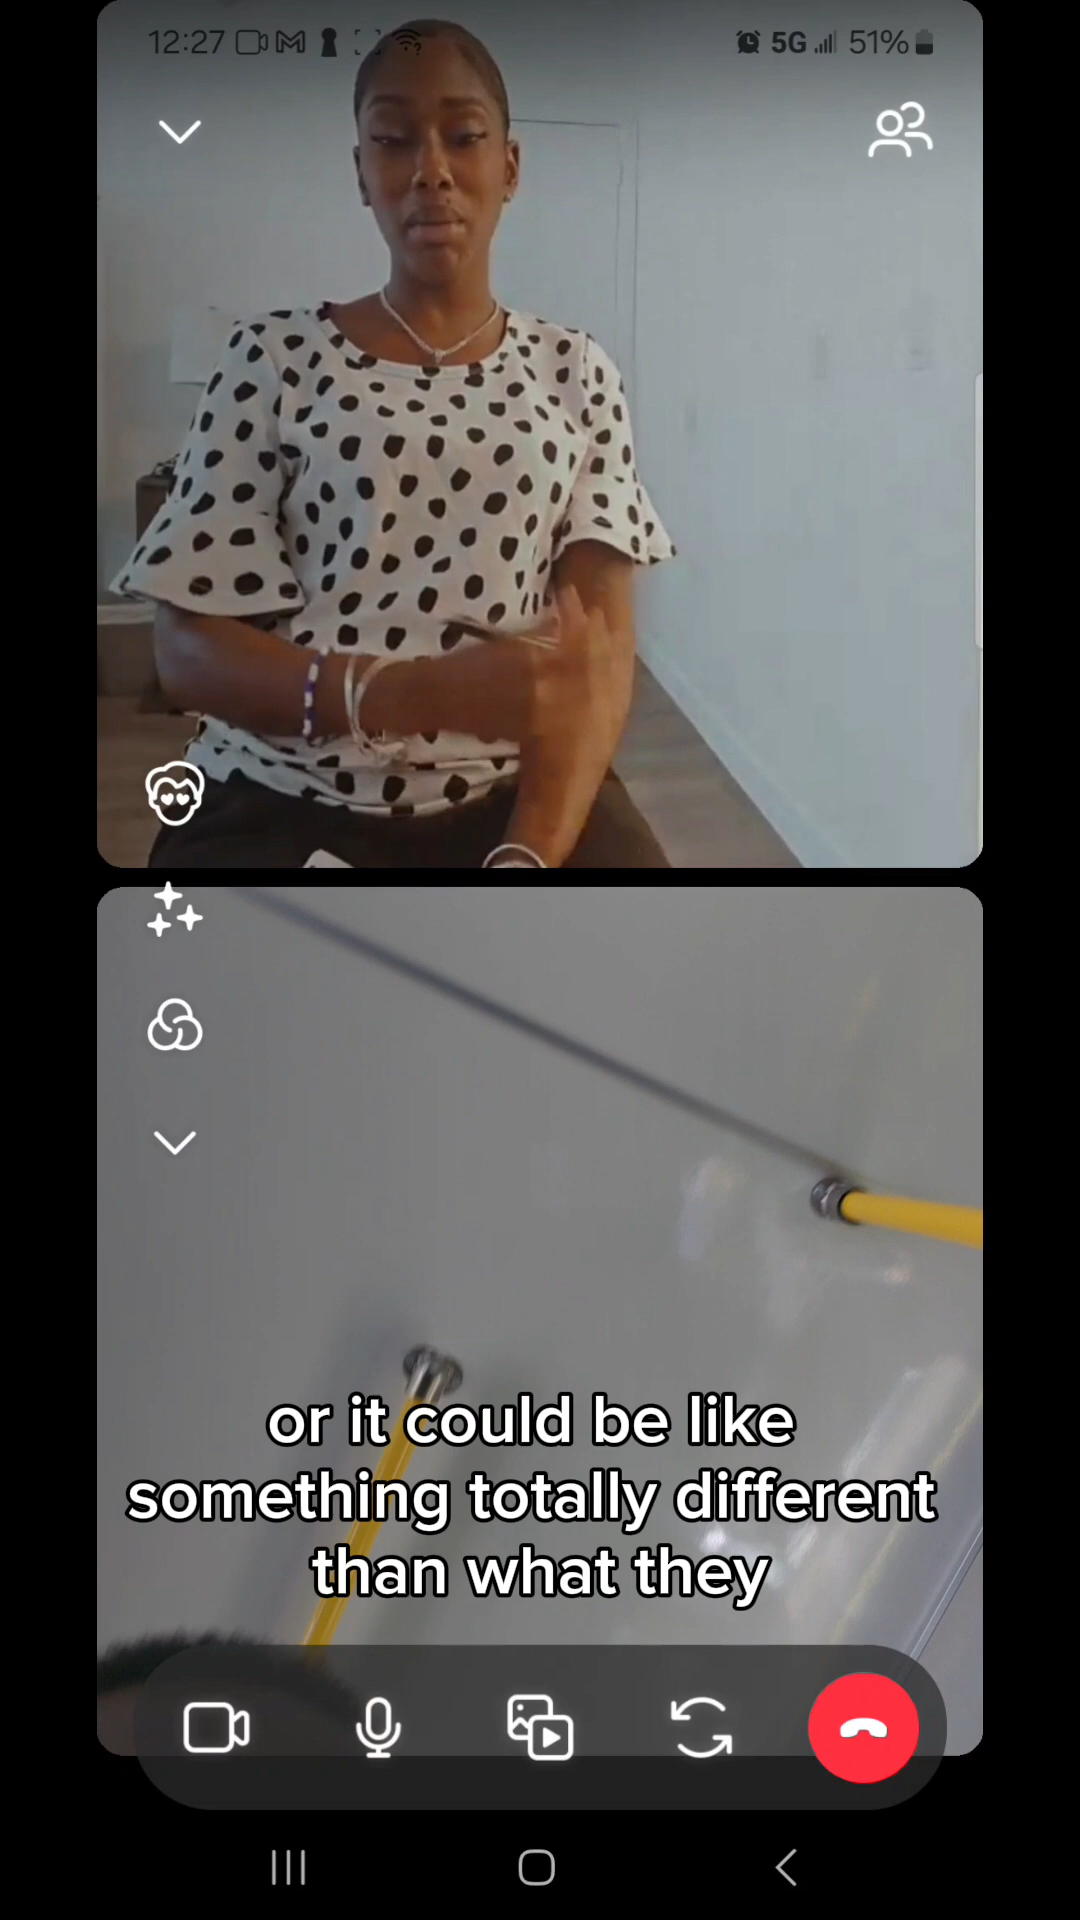 12:27
5G
51%
or it could be like
something totally different
than what they